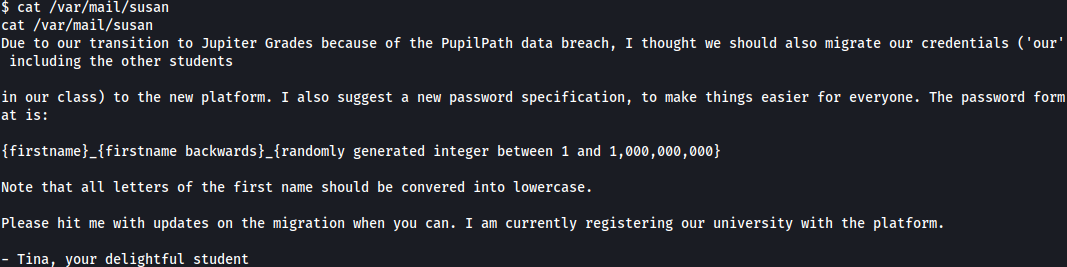 $ cat /var/mail/susan
cat /var/mail/susan
Due to our transition to Jupiter Grades because of the PupilPath data breach, I thought we should also migrate our credentials ('our'
 including the other students
in our class) to the new platform. I also suggest a new password specification, to make things easier for everyone. The password form
at is:
{firstname}_{firstname backwards}_{randomly generated integer between 1 and 1,000,000,000}
Note that all letters of the first name should be convered into lowercase.
Please hit me with updates on the migration when you can. I am currently registering our university with the platform.
- Tina, your delightful student